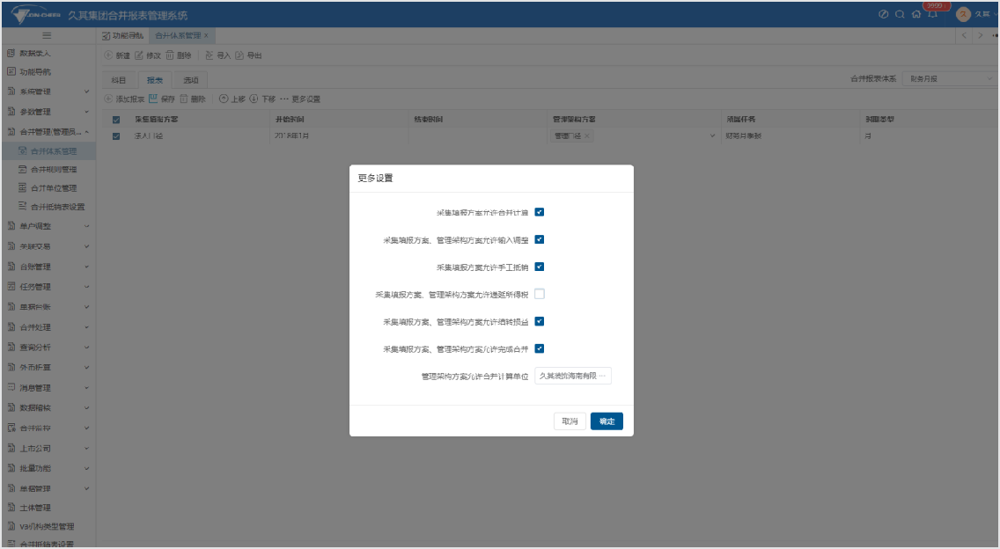 JOIN-CHEER 久其集团合并报表管理系统
9999+
久 久其
功能导航 合并体系管理 ×
数据录入
功能导航
系统管理
参数管理
合并管理(管理员...
合并体系管理
合并规则管理
合并单位管理
合并抵销表设置
单户调整
关联交易
台账管理
任务管理
单据台账
合并处理
查询分析
外币折算
消息管理
数据稽核
合并监控
上市公司
批量功能
单据管理
主体管理
VB机构类型管理
合并抵销表设置
新建 修改 删除 导入 导出
科目 报表 选项
合并报表体系 财务月报
添加报表 保存 删除 上移 下移 ··· 更多设置
采集填报方案 开始时间 结束时间 管理架构方案 所属任务 时期类型
法人口径 2018年1月 管理口径 × 财务月季报 月
更多设置
采集填报方案允许合并计算
采集填报方案、管理架构方案允许输入调整
采集填报方案允许手工抵销
采集填报方案、管理架构方案允许递延所得税
采集填报方案、管理架构方案允许结转损益
采集填报方案、管理架构方案允许完成合并
管理架构方案允许合并计算单位 久其装饰海南有限 ···
取消 确定